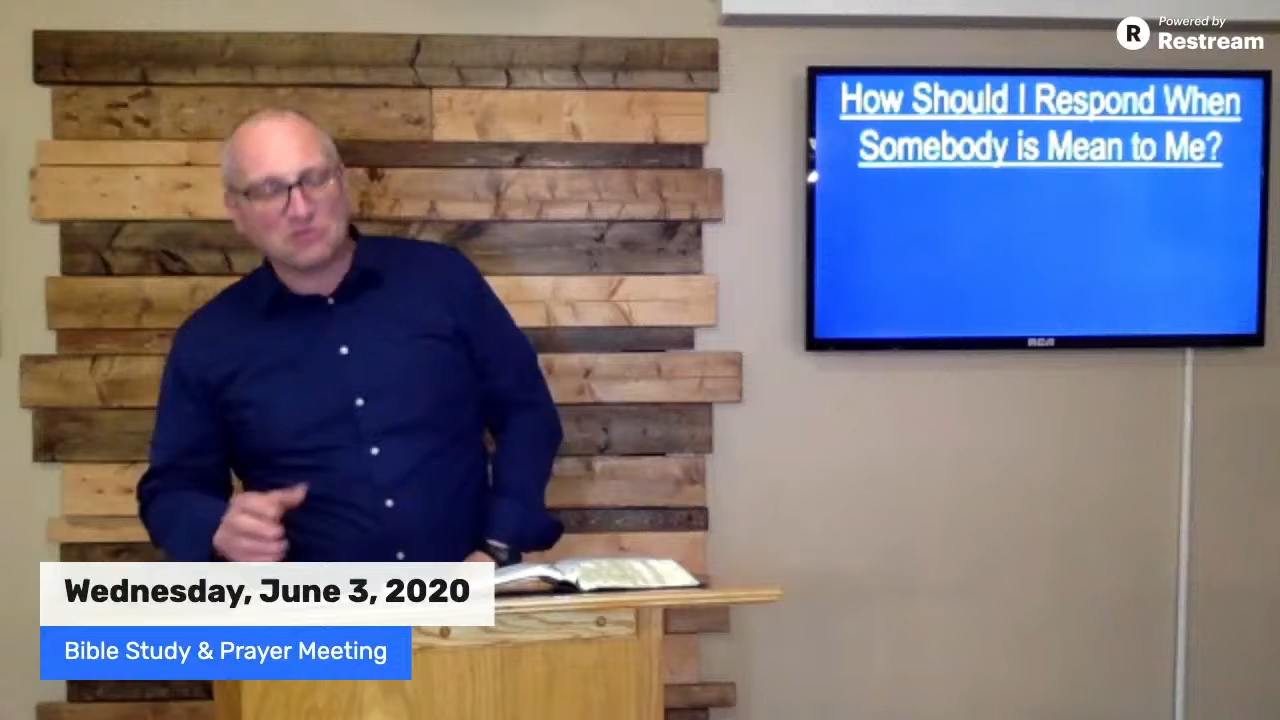 Powered by
R Restream
How Should I Respond When
Somebody is Mean to Me?
RCA
Wednesday, June 3, 2020
Bible Study & Prayer Meeting